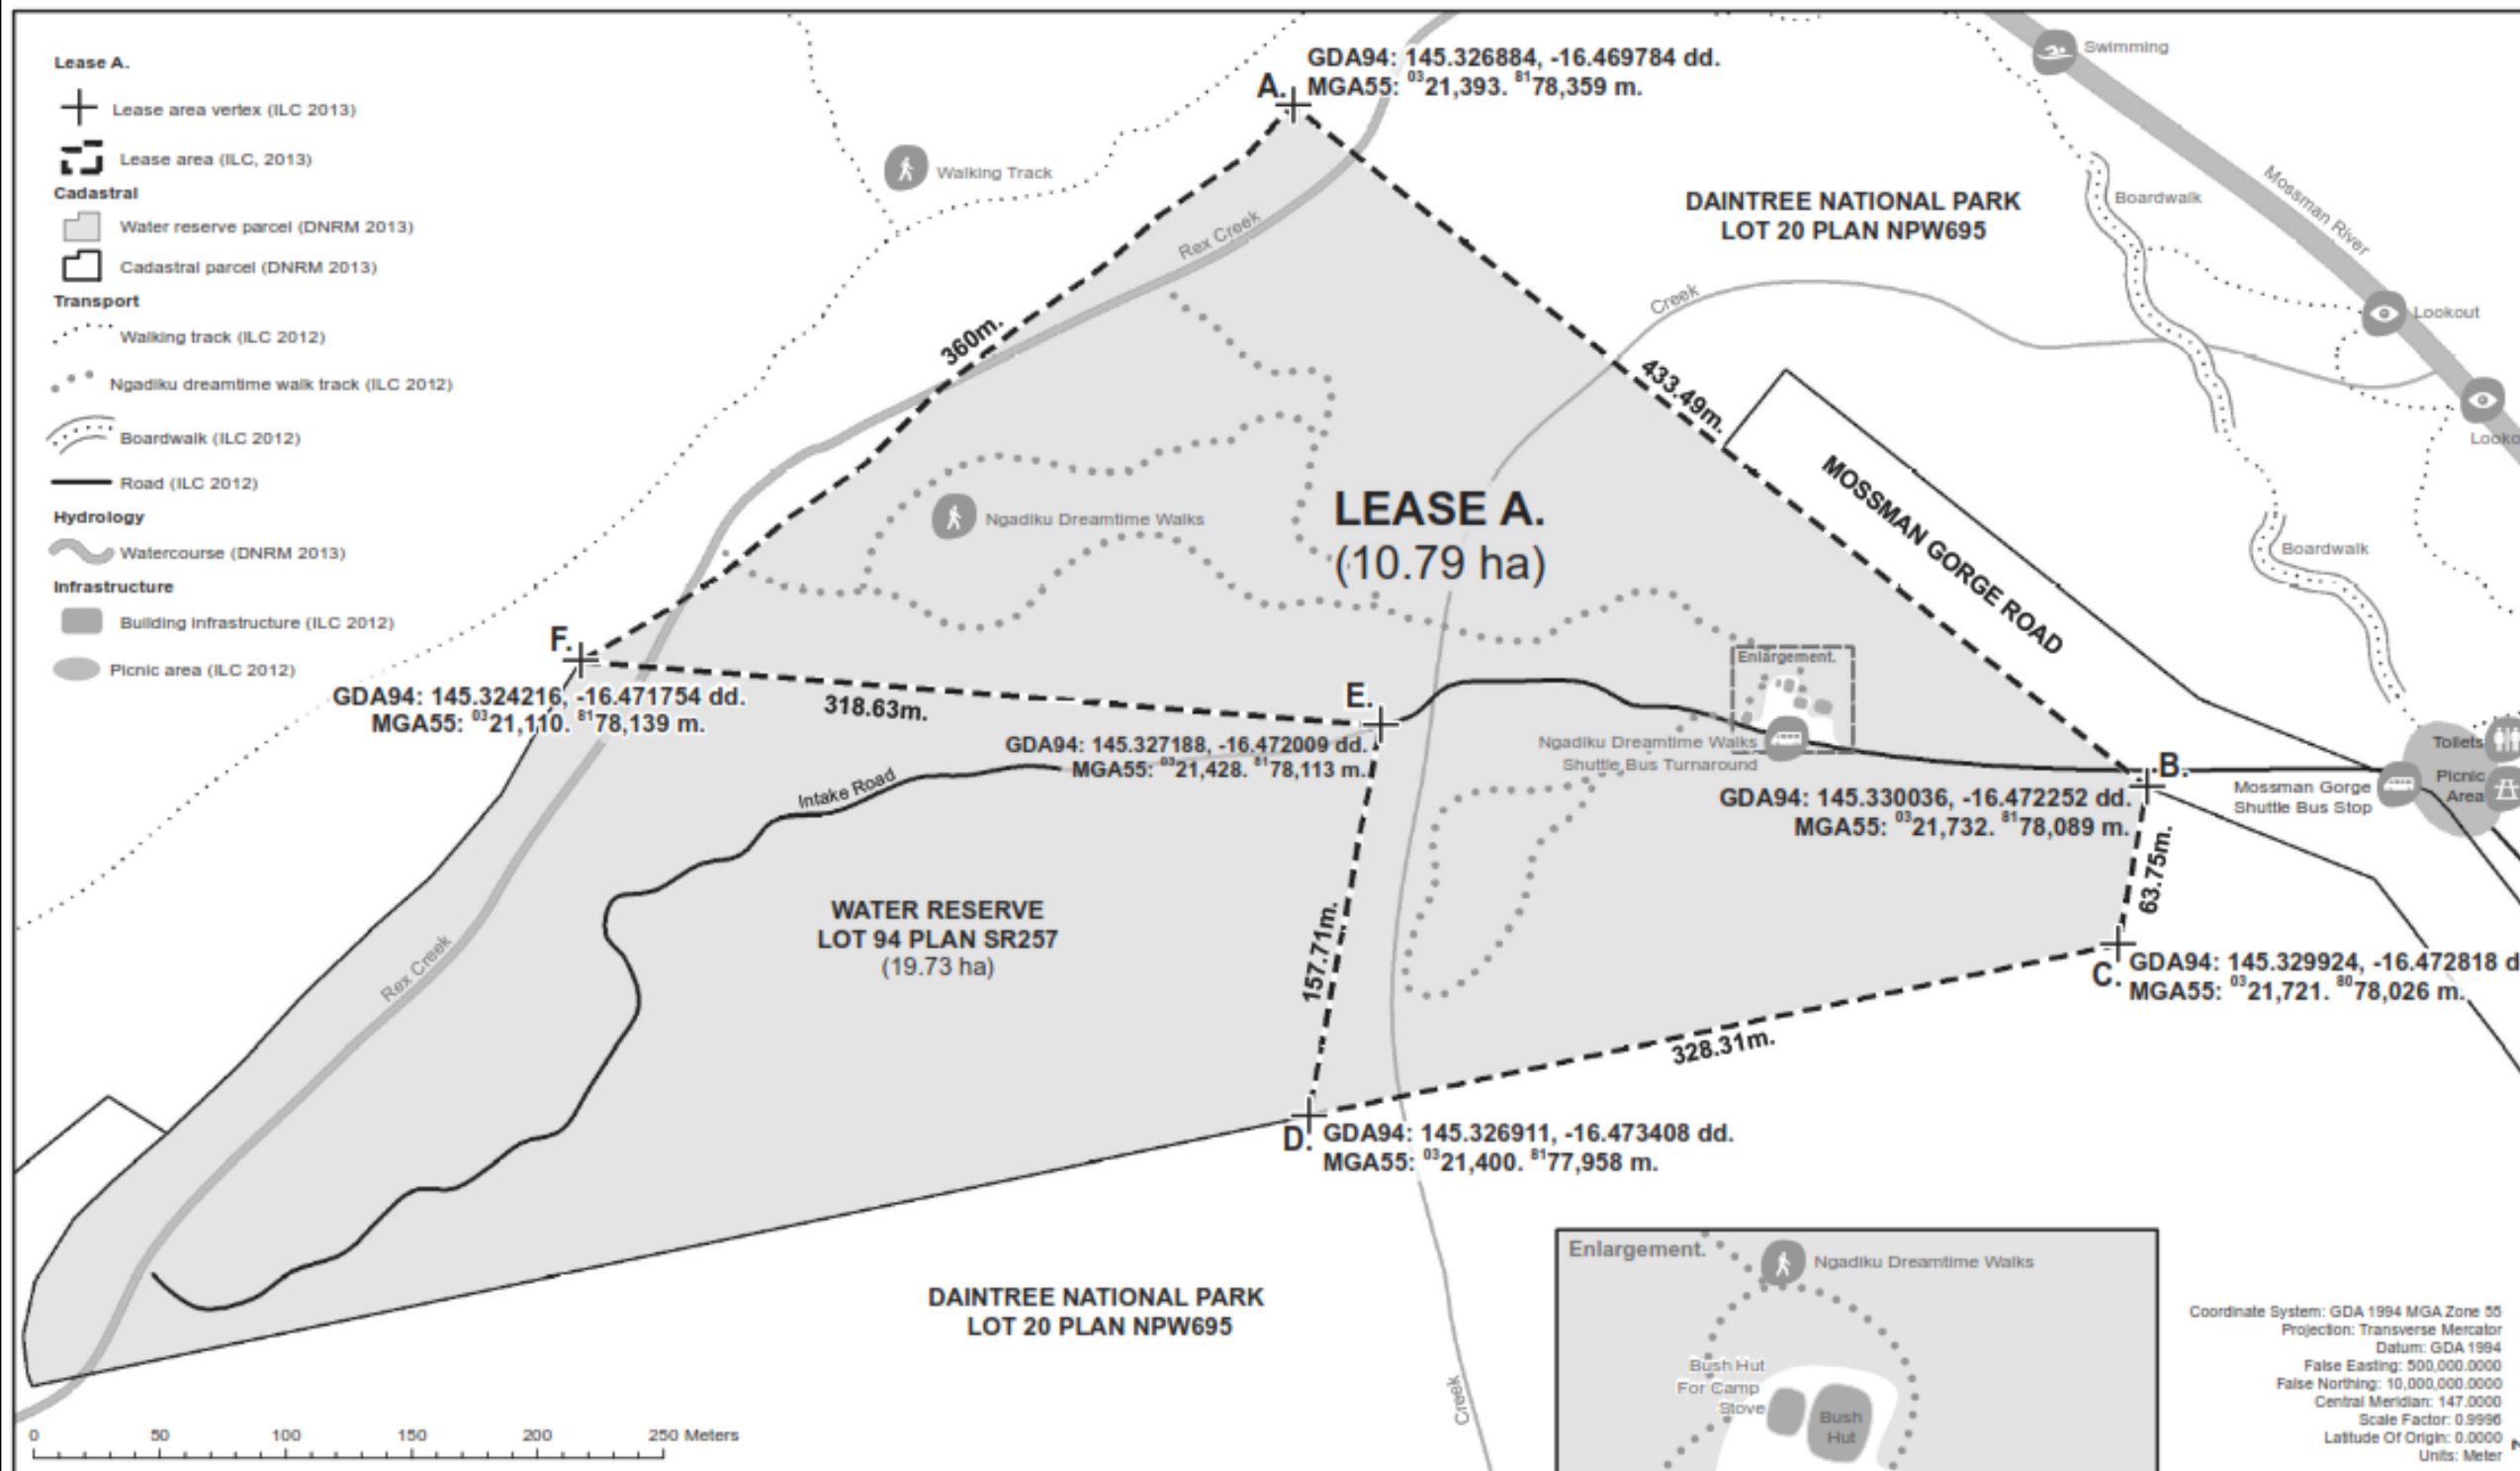 Lease A.
Lease area vertex (ILC 2013)
Lease area (ILC, 2013)
Cadastral
Water reserve parcel (DNRM 2013)
Cadastral parcel (DNRM 2013)
Transport
Walking track (ILC 2012)
Ngadiku dreamtime walk track (ILC 2012)
Boardwalk (ILC 2012)
Road (ILC 2012)
Hydrology
Watercourse (DNRM 2013)
Infrastructure
Building infrastructure (ILC 2012)
Picnic area (ILC 2012)
A.
GDA94: 145.326884, -16.469784 dd.
MGA55: ⁰³21,393. ⁸¹78,359 m.
Swimming
Walking Track
Rex Creek
DAINTREE NATIONAL PARK
LOT 20 PLAN NPW695
Boardwalk
Mossman River
Creek
Lookout
360m.
433.49m.
MOSSMAN GORGE ROAD
LEASE A.
(10.79 ha)
Ngadiku Dreamtime Walks
Boardwalk
F.
GDA94: 145.324216, -16.471754 dd.
MGA55: ⁰³21,110. ⁸¹78,139 m.
318.63m.
E.
GDA94: 145.327188, -16.472009 dd.
MGA55: ⁰³21,428. ⁸¹78,113 m.
Enlargement.
Ngadiku Dreamtime Walks
Shuttle Bus Turnaround
B.
GDA94: 145.330036, -16.472252 dd.
MGA55: ⁰³21,732. ⁸¹78,089 m.
Toilets
Picnic
Area
Mossman Gorge
Shuttle Bus Stop
Intake Road
63.75m.
WATER RESERVE
LOT 94 PLAN SR257
(19.73 ha)
157.71m.
Rex Creek
C.
GDA94: 145.329924, -16.472818 d
MGA55: ⁰³21,721. ⁸⁰78,026 m.
328.31m.
D.
GDA94: 145.326911, -16.473408 dd.
MGA55: ⁰³21,400. ⁸¹77,958 m.
DAINTREE NATIONAL PARK
LOT 20 PLAN NPW695
Creek
Enlargement.
Ngadiku Dreamtime Walks
Bush Hut
For Camp
Stove
Bush
Hut
Coordinate System: GDA 1994 MGA Zone 55
Projection: Transverse Mercator
Datum: GDA 1994
False Easting: 500,000.0000
False Northing: 10,000,000.0000
Central Meridian: 147.0000
Scale Factor: 0.9996
Latitude Of Origin: 0.0000
Units: Meter
0 50 100 150 200 250 Meters